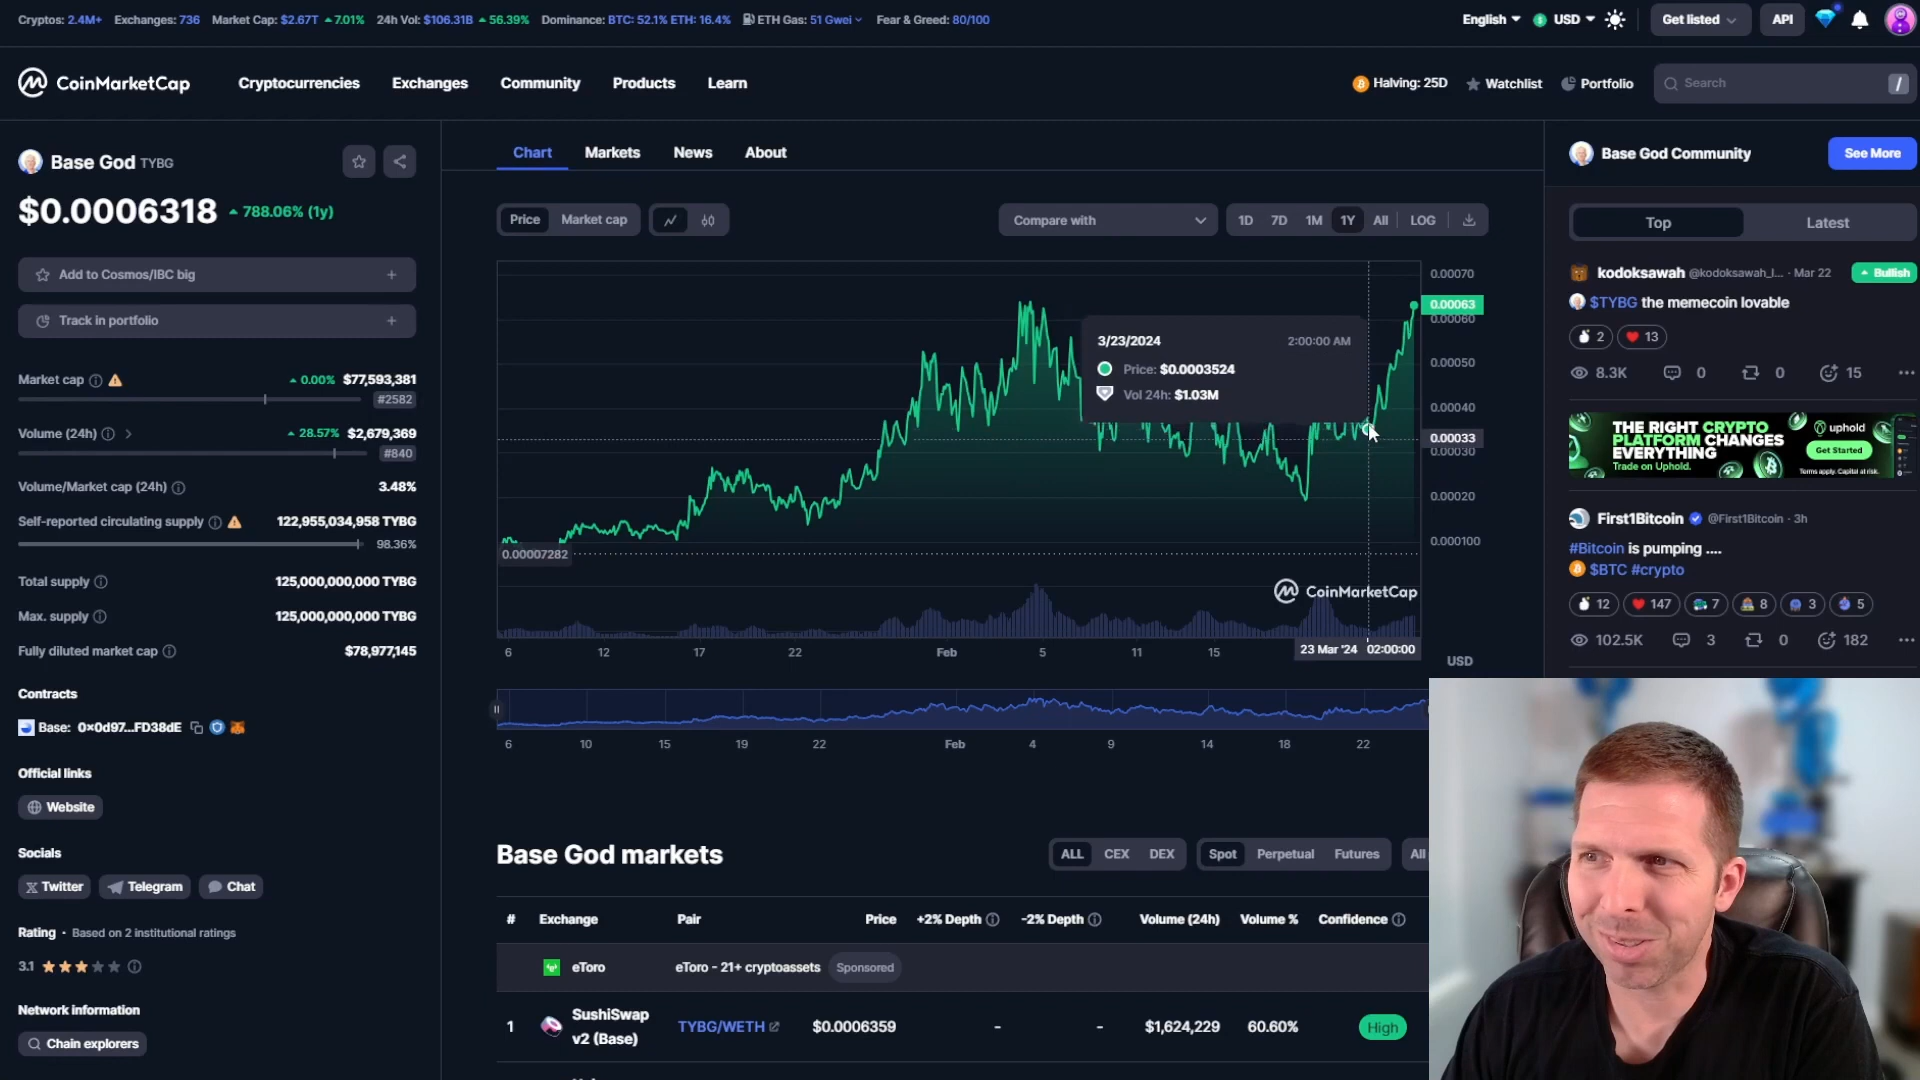 Cryptos: 2.4M+ Exchanges: 736 Market Cap: $2.67T 7.01% 24h Vol: $106.31B 56.39% Dominance: BTC: 52.1% ETH: 16.4% ETH Gas: 51 Gwei Fear & Greed: 80/100
English USD Get listed API
CoinMarketCap Cryptocurrencies Exchanges Community Products Learn
Halving: 25D Watchlist Portfolio Search /
Base God TYBG
$0.0006318 788.06% (1y)
Add to Cosmos/IBC big +
Track in portfolio +
Market cap 0.00% $77,593,381
#2582
Volume (24h) 28.57% $2,679,369
#840
Volume/Market cap (24h) 3.48%
Self-reported circulating supply 122,955,034,958 TYBG
98.36%
Total supply 125,000,000,000 TYBG
Max. supply 125,000,000,000 TYBG
Fully diluted market cap $78,977,145
Contracts
Base: 0x0d97...FD38dE
Official links
Website
Socials
Twitter Telegram Chat
Rating · Based on 2 institutional ratings
3.1
Network information
Chain explorers
Chart Markets News About
Price Market cap
Compare with
1D 7D 1M 1Y All LOG
0.00070
0.00063
0.00060
0.00050
0.00040
0.00033
0.00030
0.00020
0.000100
3/23/2024 2:00:00 AM
Price: $0.0003524
Vol 24h: $1.03M
0.00007282
CoinMarketCap
6 12 17 22 Feb 5 11 15 23 Mar '24 02:00:00
USD
6 10 15 19 22 Feb 4 9 14 18 22
Base God markets
ALL CEX DEX Spot Perpetual Futures All
# Exchange Pair Price +2% Depth -2% Depth Volume (24h) Volume % Confidence
eToro eToro - 21+ cryptoassets Sponsored
1 SushiSwap v2 (Base) TYBG/WETH $0.0006359 - - $1,624,229 60.60% High
Base God Community See More
Top Latest
kodoksawah @kodoksawah_l... · Mar 22 Bullish
$TYBG the memecoin lovable
2 13
8.3K 0 0 15
THE RIGHT CRYPTO
PLATFORM CHANGES
EVERYTHING
Trade on Uphold.
uphold
Get Started
Terms apply. Capital at risk.
First1Bitcoin @First1Bitcoin · 3h
#Bitcoin is pumping ....
$BTC #crypto
12 147 7 8 3 5
102.5K 3 0 182